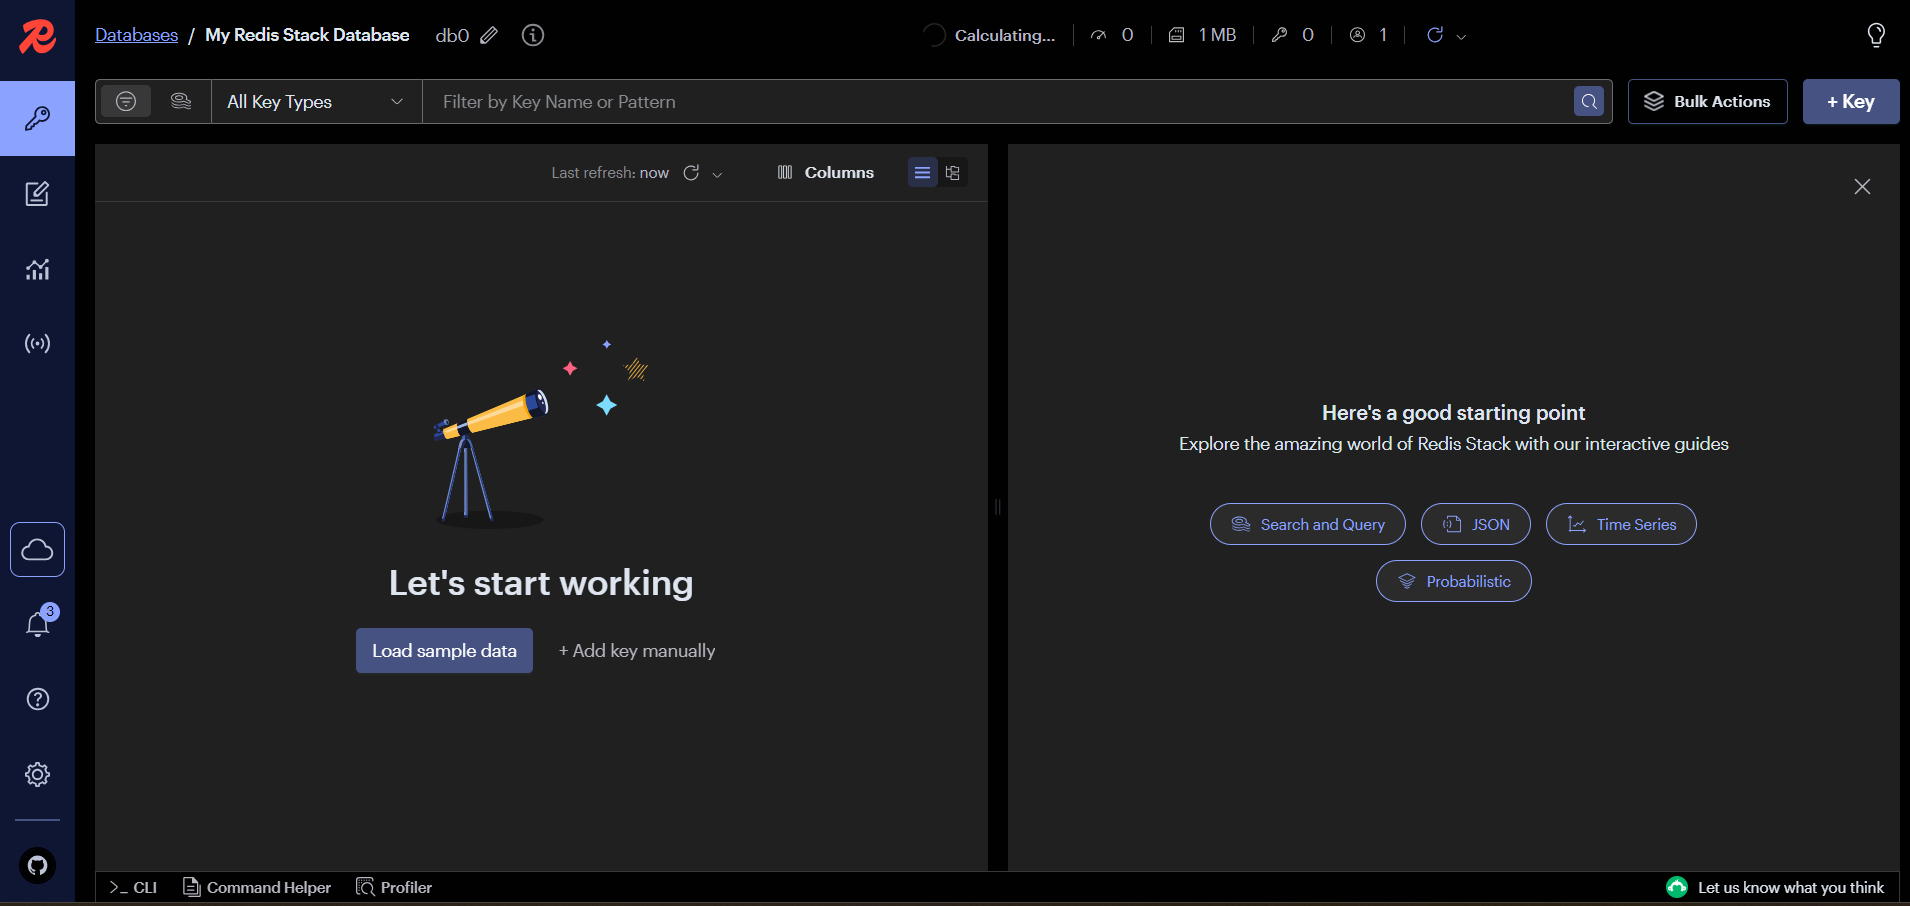 Databases / My Redis Stack Database db0 Calculating... 0 1 MB 0 1
All Key Types Filter by Key Name or Pattern Bulk Actions + Key
Last refresh: now Columns
Here's a good starting point
Explore the amazing world of Redis Stack with our interactive guides
Search and Query JSON Time Series
Probabilistic
Let's start working
Load sample data + Add key manually
3
>_ CLI Command Helper Profiler Let us know what you think